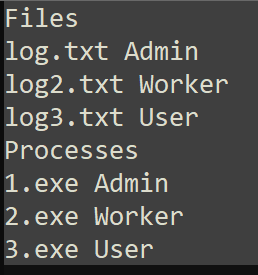 Files
log.txt Admin
log2.txt Worker
log3.txt User
Processes
1.exe Admin
2.exe Worker
3.exe User